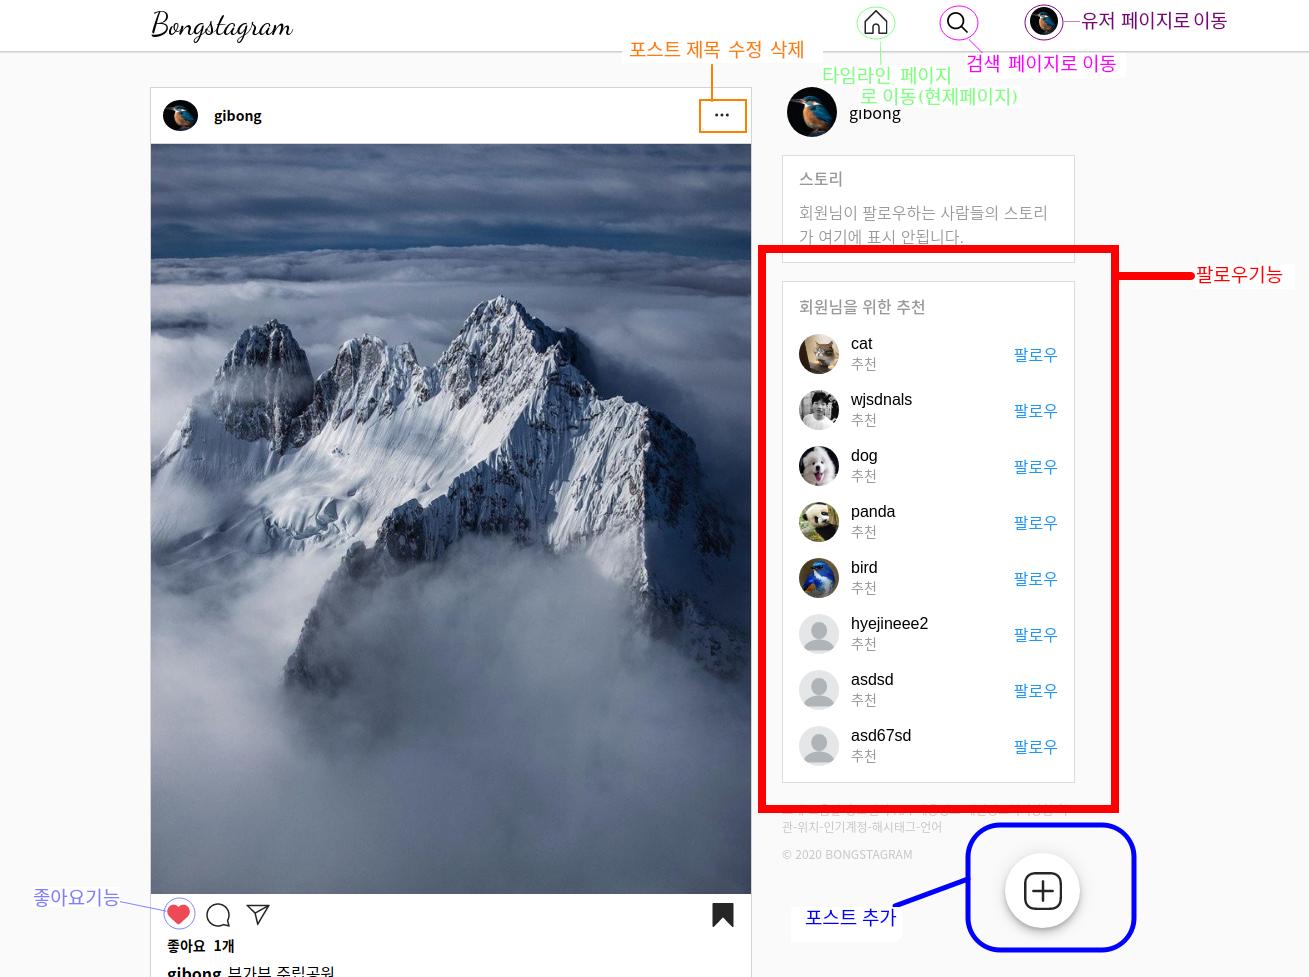 Bongstagram
유저 페이지로 이동
포스트 제목 수정 삭제
검색 페이지로 이동
타임라인 페이지
로 이동(현제페이지)
gibong
gibong
스토리
회원님이 팔로우하는 사람들의 스토리
가 여기에 표시 안됩니다.
팔로우기능
회원님을 위한 추천
cat
추천
팔로우
wjsdnals
추천
팔로우
dog
추천
팔로우
panda
추천
팔로우
bird
추천
팔로우
hyejineee2
추천
팔로우
asdsd
추천
팔로우
asd67sd
추천
팔로우
관-위치-인기계정-해시태그-언어
© 2020 BONGSTAGRAM
포스트 추가
좋아요기능
좋아요 1개
gibong 부가부 주립공원